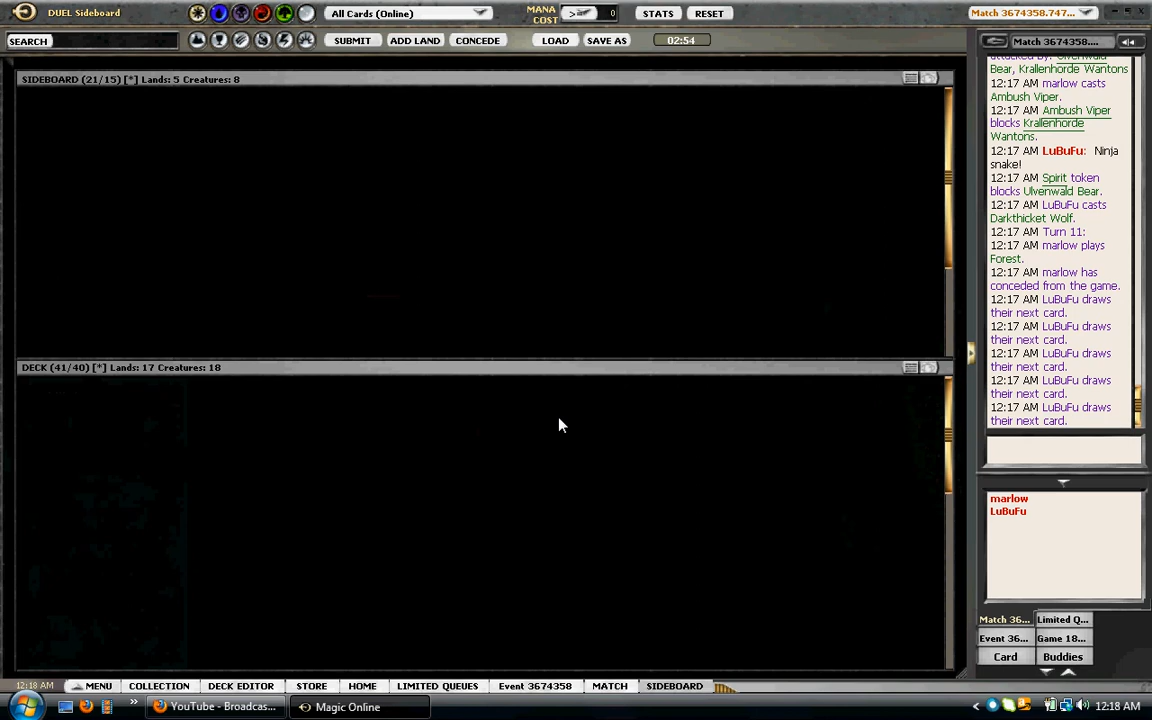 DUEL Sideboard
All Cards (Online)
MANA COST > 0
STATS
RESET
Match 3674358.747...
SEARCH
SUBMIT
ADD LAND
CONCEDE
LOAD
SAVE AS
02:54
Match 3674358....
SIDEBOARD (21/15) [*] Lands: 5 Creatures: 8
DECK (41/40) [*] Lands: 17 Creatures: 18
attacked by: Ulvenwald
Bear, Krallenhorde Wantons
12:17 AM marlow casts
Ambush Viper.
12:17 AM Ambush Viper
blocks Krallenhorde
Wantons.
12:17 AM LuBuFu: Ninja
snake!
12:17 AM Spirit token
blocks Ulvenwald Bear.
12:17 AM LuBuFu casts
Darkthicket Wolf.
12:17 AM Turn 11:
12:17 AM marlow plays
Forest.
12:17 AM marlow has
conceded from the game.
12:17 AM LuBuFu draws
their next card.
12:17 AM LuBuFu draws
their next card.
12:17 AM LuBuFu draws
their next card.
12:17 AM LuBuFu draws
their next card.
12:17 AM LuBuFu draws
their next card.
marlow
LuBuFu
Match 36...
Limited Q...
Event 36...
Game 18...
Card
Buddies
12:18 AM
MENU
COLLECTION
DECK EDITOR
STORE
HOME
LIMITED QUEUES
Event 3674358
MATCH
SIDEBOARD
YouTube - Broadcas...
Magic Online
12:18 AM